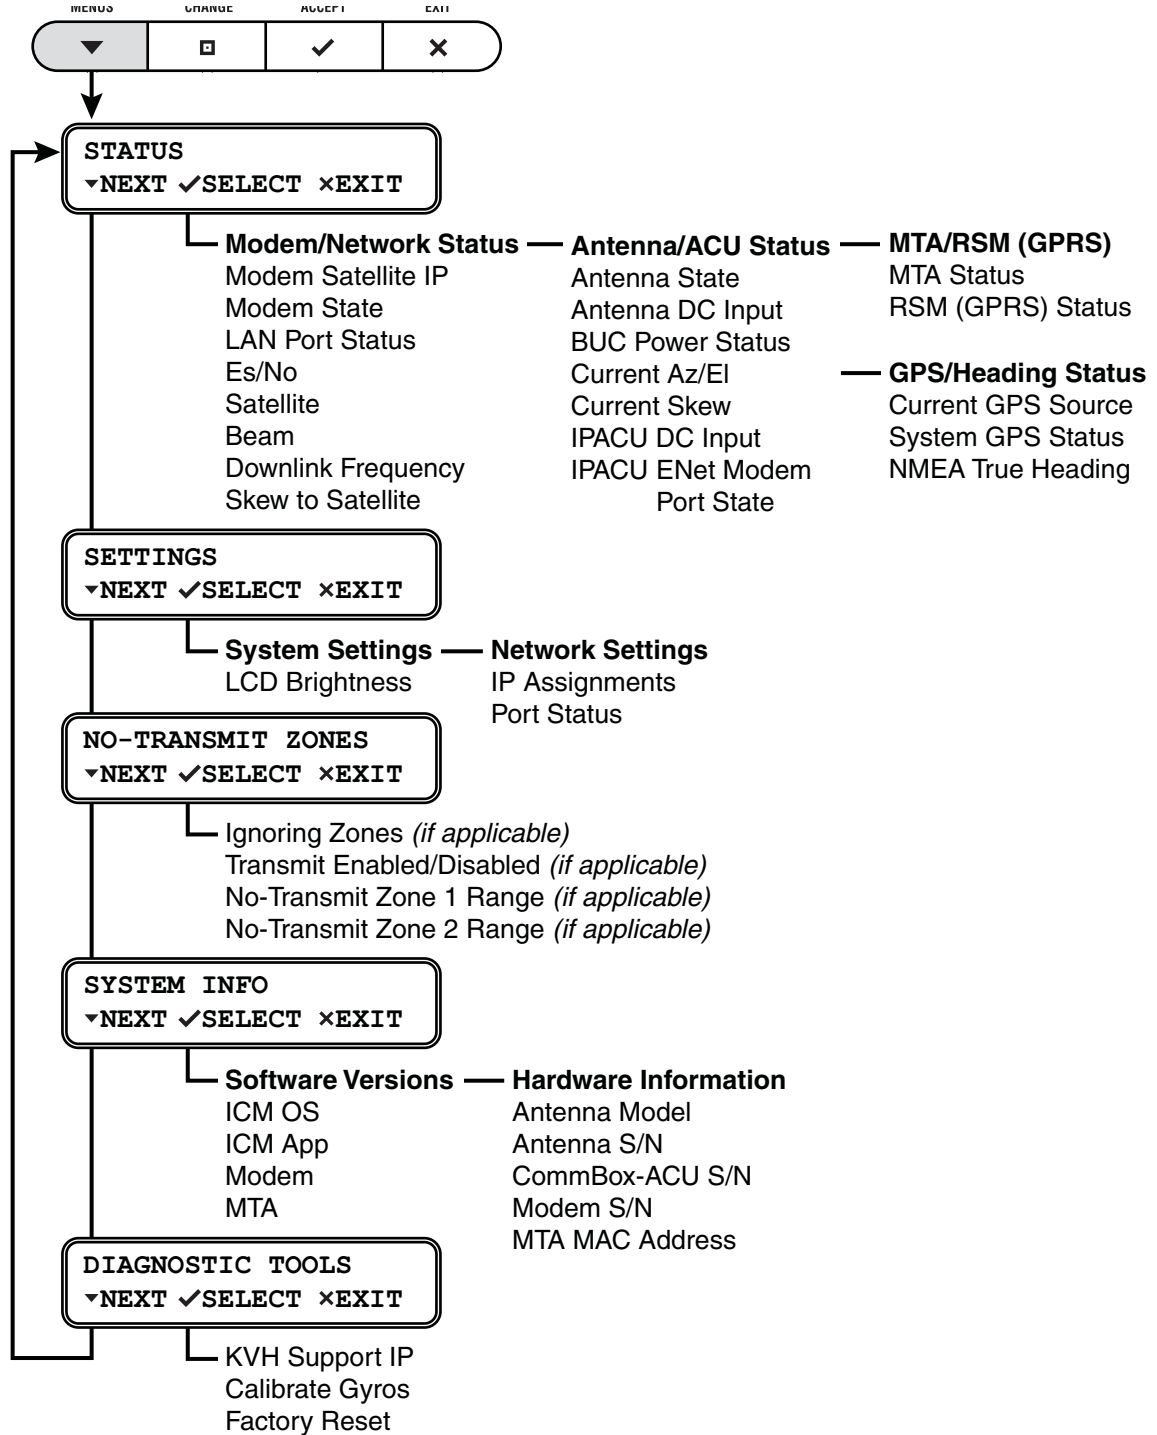 MENUS CHANGE ACCEPT EXIT
STATUS
NEXT SELECT EXIT
Modem/Network Status
Modem Satellite IP
Modem State
LAN Port Status
Es/No
Satellite
Beam
Downlink Frequency
Skew to Satellite
Antenna/ACU Status
Antenna State
Antenna DC Input
BUC Power Status
Current Az/El
Current Skew
IPACU DC Input
IPACU ENet Modem
Port State
MTA/RSM (GPRS)
MTA Status
RSM (GPRS) Status
GPS/Heading Status
Current GPS Source
System GPS Status
NMEA True Heading
SETTINGS
NEXT SELECT EXIT
System Settings
LCD Brightness
Network Settings
IP Assignments
Port Status
NO-TRANSMIT ZONES
NEXT SELECT EXIT
Ignoring Zones (if applicable)
Transmit Enabled/Disabled (if applicable)
No-Transmit Zone 1 Range (if applicable)
No-Transmit Zone 2 Range (if applicable)
SYSTEM INFO
NEXT SELECT EXIT
Software Versions
ICM OS
ICM App
Modem
MTA
Hardware Information
Antenna Model
Antenna S/N
CommBox-ACU S/N
Modem S/N
MTA MAC Address
DIAGNOSTIC TOOLS
NEXT SELECT EXIT
KVH Support IP
Calibrate Gyros
Factory Reset